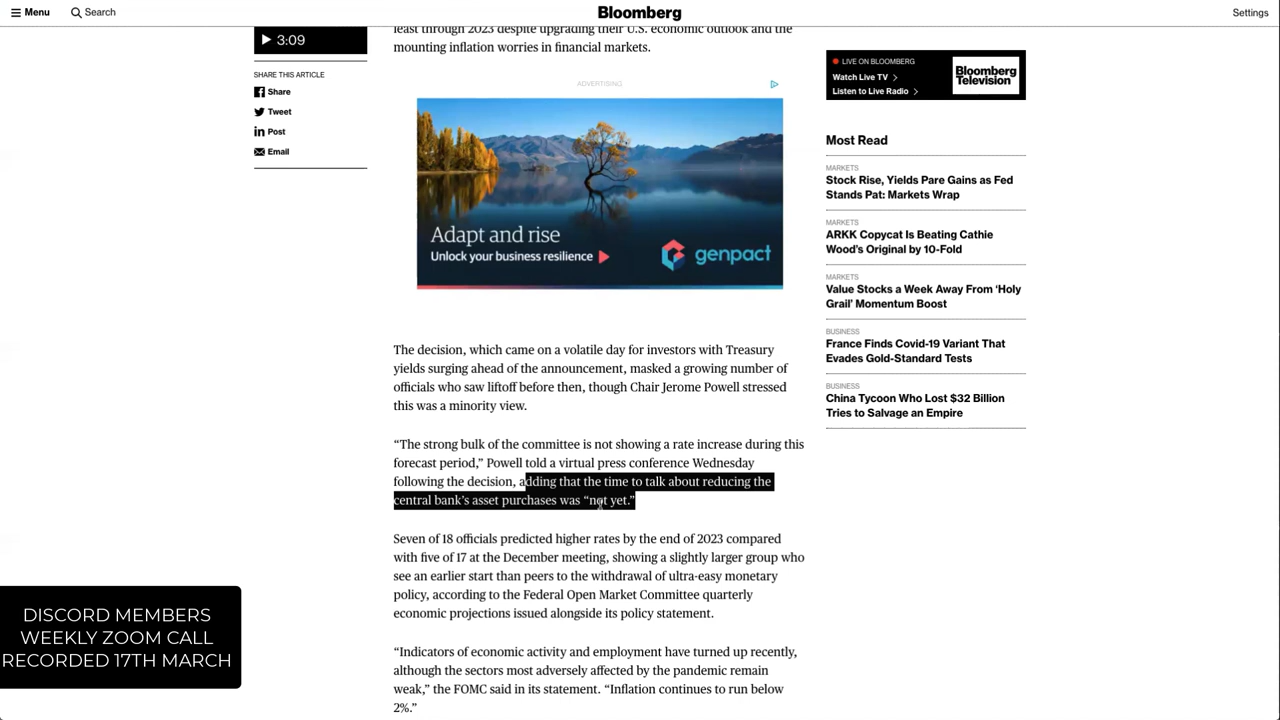 Menu
Search
Bloomberg
Settings
3:09
SHARE THIS ARTICLE
Share
Tweet
Post
Email
least through 2023 despite upgrading their U.S. economic outlook and the
mounting inflation worries in financial markets.
ADVERTISING
Adapt and rise
Unlock your business resilience
genpact
The decision, which came on a volatile day for investors with Treasury
yields surging ahead of the announcement, masked a growing number of
officials who saw liftoff before then, though Chair Jerome Powell stressed
this was a minority view.
“The strong bulk of the committee is not showing a rate increase during this
forecast period,” Powell told a virtual press conference Wednesday
following the decision, adding that the time to talk about reducing the
central bank’s asset purchases was “not yet.”
Seven of 18 officials predicted higher rates by the end of 2023 compared
with five of 17 at the December meeting, showing a slightly larger group who
see an earlier start than peers to the withdrawal of ultra-easy monetary
policy, according to the Federal Open Market Committee quarterly
economic projections issued alongside its policy statement.
“Indicators of economic activity and employment have turned up recently,
although the sectors most adversely affected by the pandemic remain
weak,” the FOMC said in its statement. “Inflation continues to run below
2%.”
LIVE ON BLOOMBERG
Watch Live TV
Listen to Live Radio
Bloomberg
Television
Most Read
MARKETS
Stock Rise, Yields Pare Gains as Fed
Stands Pat: Markets Wrap
MARKETS
ARKK Copycat Is Beating Cathie
Wood’s Original by 10-Fold
MARKETS
Value Stocks a Week Away From ‘Holy
Grail’ Momentum Boost
BUSINESS
France Finds Covid-19 Variant That
Evades Gold-Standard Tests
BUSINESS
China Tycoon Who Lost $32 Billion
Tries to Salvage an Empire
DISCORD MEMBERS
WEEKLY ZOOM CALL
RECORDED 17TH MARCH